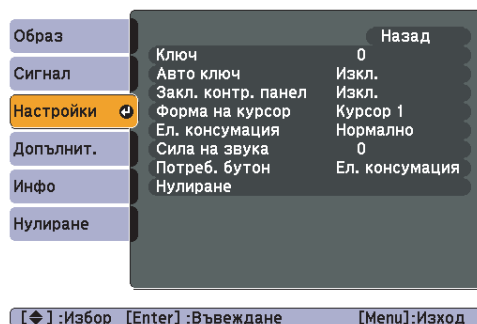 Образ
Сигнал
Настройки
Допълнит.
Инфо
Нулиране
Назад
Ключ 0
Авто ключ Изкл.
Закл. контр. панел Изкл.
Форма на курсор Курсор 1
Ел. консумация Нормално
Сила на звука 0
Потреб. бутон Ел. консумация
Нулиране
[◆] :Избор [Enter] :Въвеждане [Menu]:Изход